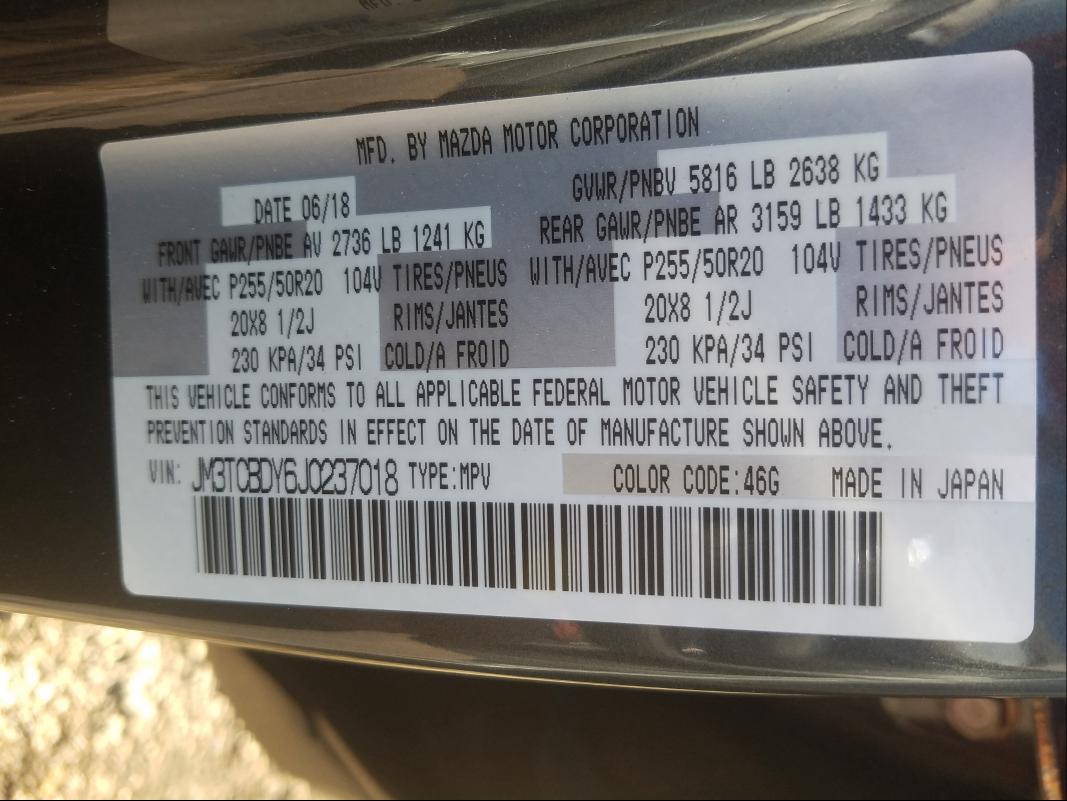 MFD. BY MAZDA MOTOR CORPORATION
DATE 06/18 GVWR/PNBV 5816 LB 2638 KG
FRONT GAWR/PNBE AV 2736 LB 1241 KG REAR GAWR/PNBE AR 3159 LB 1433 KG
WITH/AVEC P255/50R20 104V TIRES/PNEUS WITH/AVEC P255/50R20 104V TIRES/PNEUS
20X8 1/2J RIMS/JANTES 20X8 1/2J RIMS/JANTES
230 KPA/34 PSI COLD/A FROID 230 KPA/34 PSI COLD/A FROID
THIS VEHICLE CONFORMS TO ALL APPLICABLE FEDERAL MOTOR VEHICLE SAFETY AND THEFT
PREVENTION STANDARDS IN EFFECT ON THE DATE OF MANUFACTURE SHOWN ABOVE.
VIN: JM3TCBDY6J0237018 TYPE:MPV COLOR CODE:46G MADE IN JAPAN